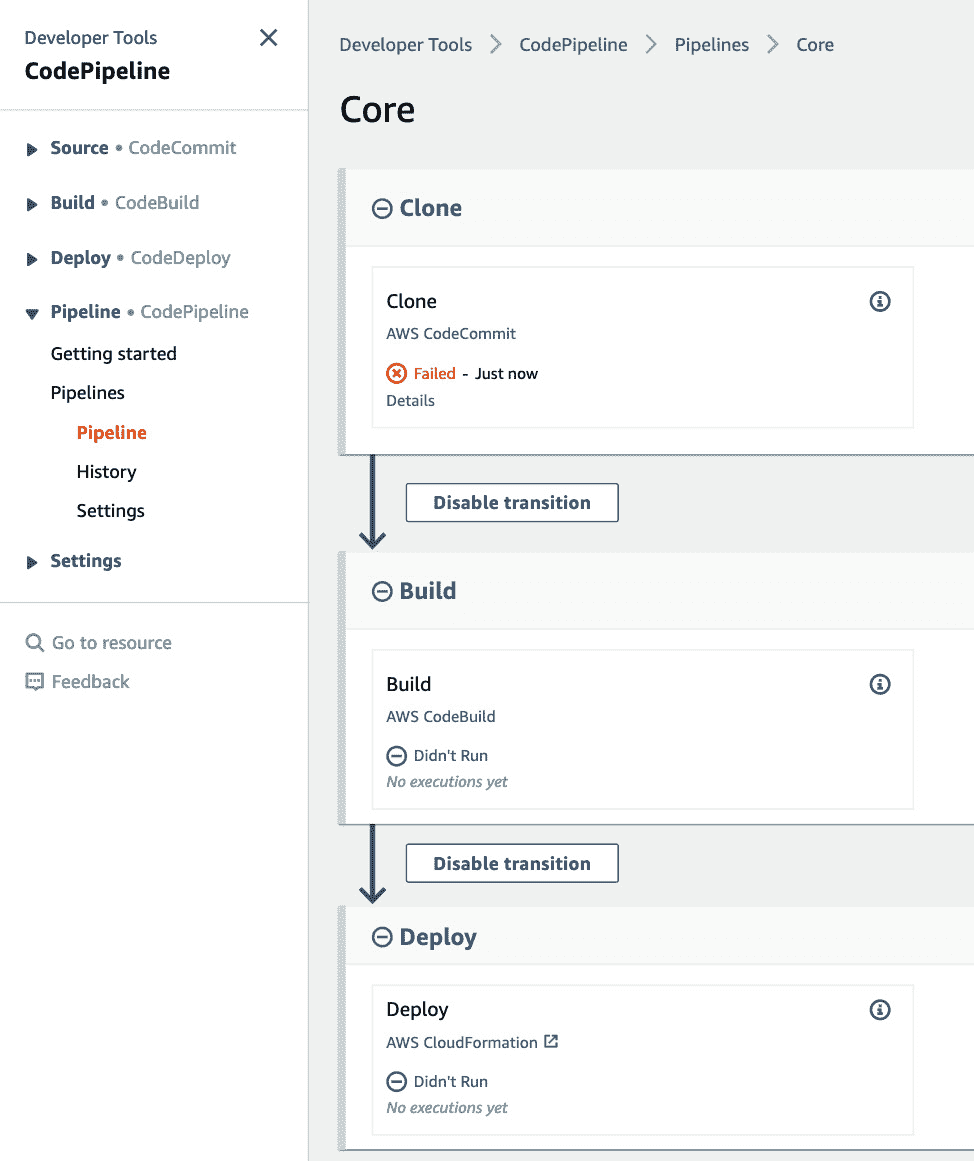 Developer Tools
CodePipeline
Source • CodeCommit
Build • CodeBuild
Deploy • CodeDeploy
Pipeline • CodePipeline
Getting started
Pipelines
Pipeline
History
Settings
Settings
Go to resource
Feedback
Developer Tools > CodePipeline > Pipelines > Core
Core
Clone
Clone
AWS CodeCommit
Failed - Just now
Details
Disable transition
Build
Build
AWS CodeBuild
Didn't Run
No executions yet
Disable transition
Deploy
Deploy
AWS CloudFormation
Didn't Run
No executions yet